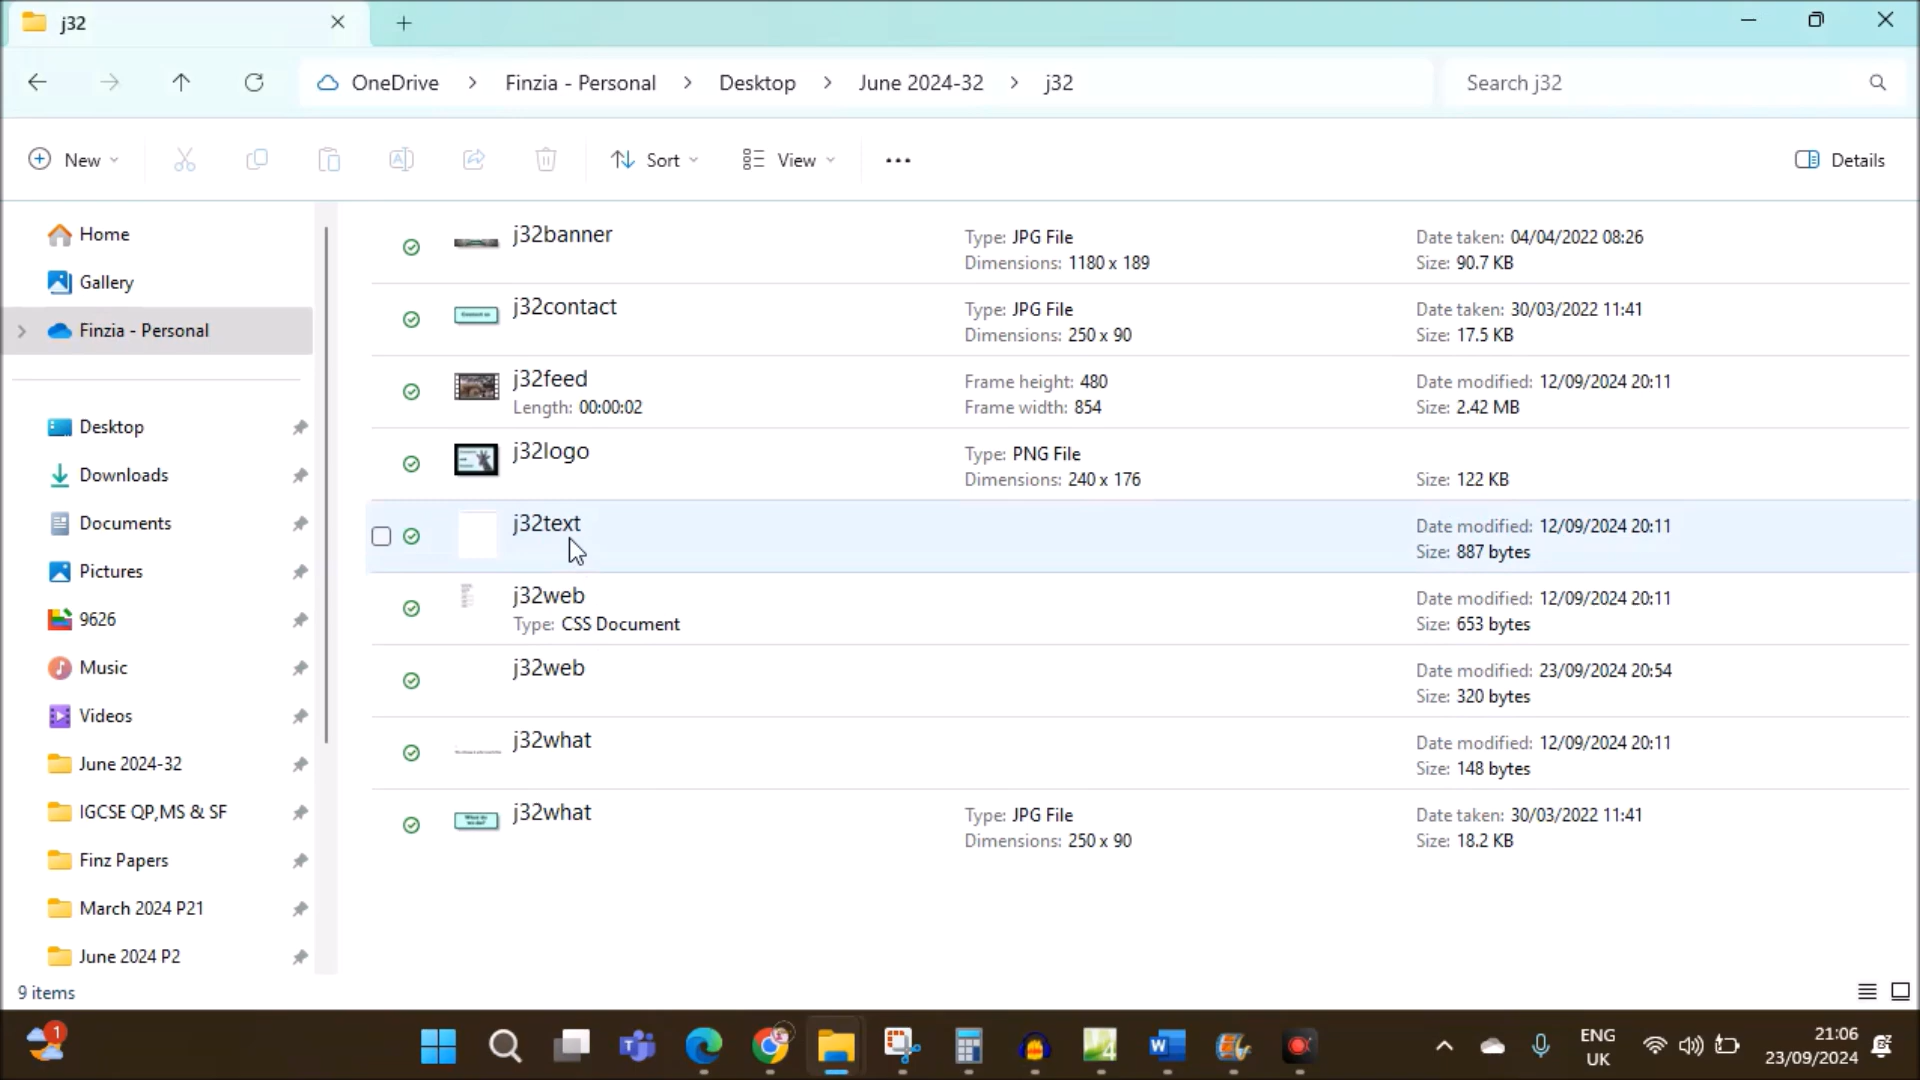 j32
OneDrive > Finzia - Personal > Desktop > June 2024-32 > j32
Search j32
New
Sort
View
Details
Home
Gallery
Finzia - Personal
Desktop
Downloads
Documents
Pictures
9626
Music
Videos
June 2024-32
IGCSE QP,MS & SF
Finz Papers
March 2024 P21
June 2024 P2
j32banner
Type: JPG File
Dimensions: 1180 x 189
Date taken: 04/04/2022 08:26
Size: 90.7 KB
j32contact
Type: JPG File
Dimensions: 250 x 90
Date taken: 30/03/2022 11:41
Size: 17.5 KB
j32feed
Length: 00:00:02
Frame height: 480
Frame width: 854
Date modified: 12/09/2024 20:11
Size: 2.42 MB
j32logo
Type: PNG File
Dimensions: 240 x 176
Size: 122 KB
j32text
Date modified: 12/09/2024 20:11
Size: 887 bytes
j32web
Type: CSS Document
Date modified: 12/09/2024 20:11
Size: 653 bytes
j32web
Date modified: 23/09/2024 20:54
Size: 320 bytes
j32what
Date modified: 12/09/2024 20:11
Size: 148 bytes
What do
we do?
j32what
Type: JPG File
Dimensions: 250 x 90
Date taken: 30/03/2022 11:41
Size: 18.2 KB
9 items
1
ENG
UK
21:06
23/09/2024